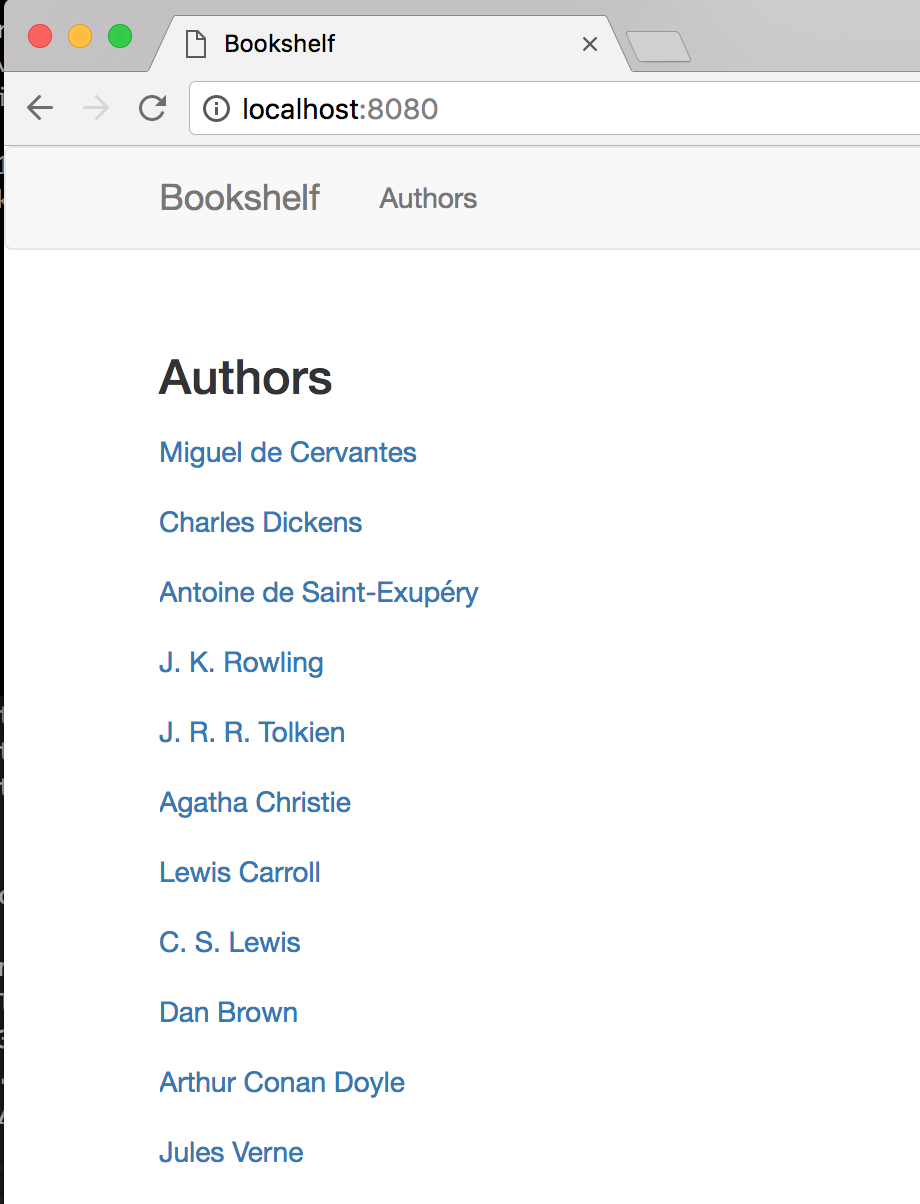 Bookshelf
localhost:8080
Bookshelf Authors
Authors
Miguel de Cervantes
Charles Dickens
Antoine de Saint-Exupéry
J. K. Rowling
J. R. R. Tolkien
Agatha Christie
Lewis Carroll
C. S. Lewis
Dan Brown
Arthur Conan Doyle
Jules Verne